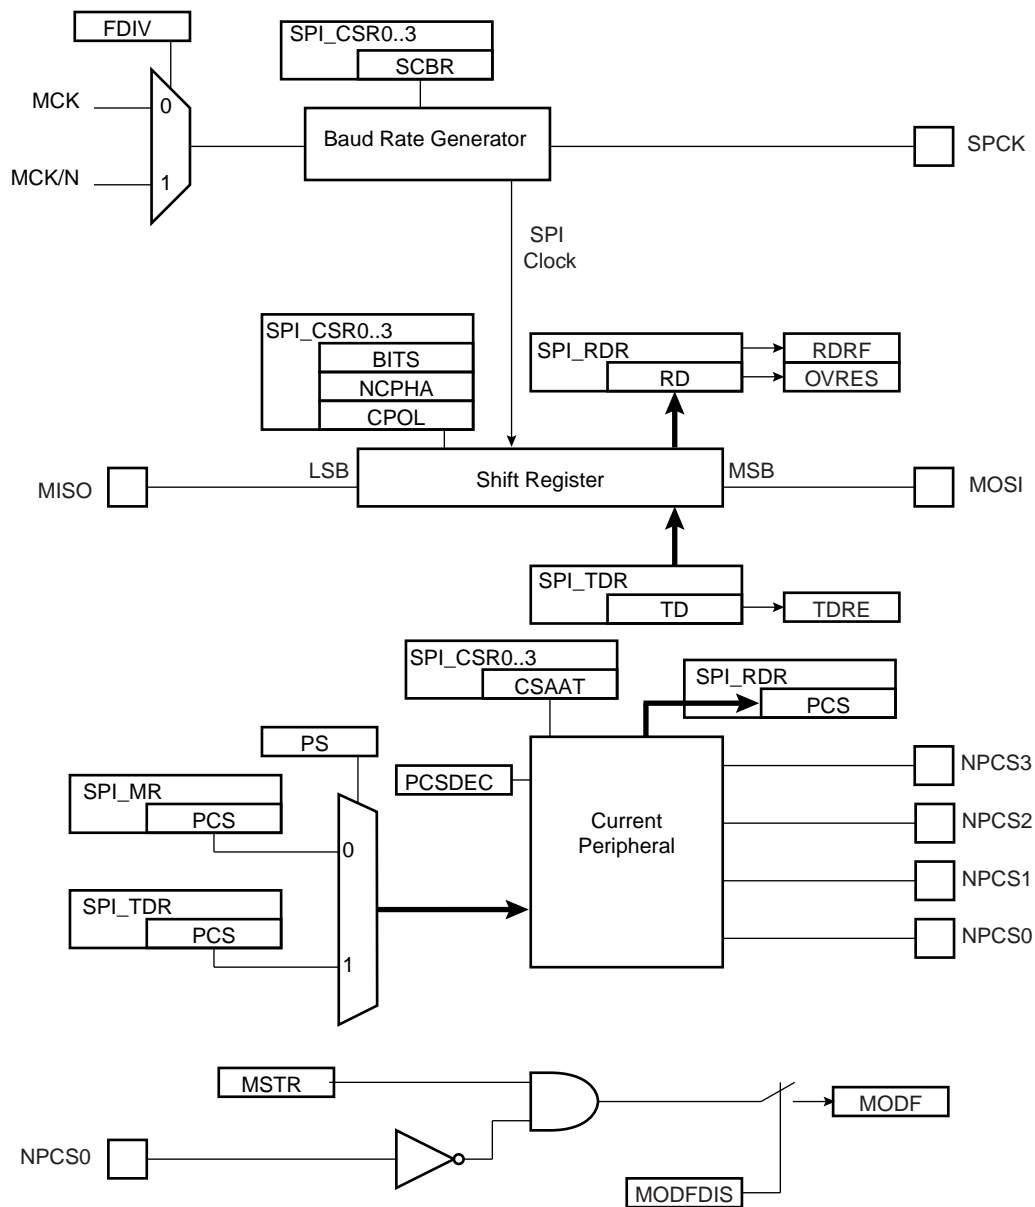 FDIV
SPI_CSR0..3
SCBR
MCK
0
Baud Rate Generator
SPCK
MCK/N
1
SPI
Clock
SPI_CSR0..3
BITS
NCPHA
CPOL
SPI_RDR
RD
RDRF
OVRES
LSB
MSB
MISO
Shift Register
MOSI
SPI_TDR
TD
TDRE
SPI_CSR0..3
CSAAT
SPI_RDR
PCS
PS
NPCS3
PCSDEC
SPI_MR
PCS
0
Current
Peripheral
NPCS2
NPCS1
SPI_TDR
PCS
NPCS0
1
MSTR
MODF
NPCS0
MODFDIS